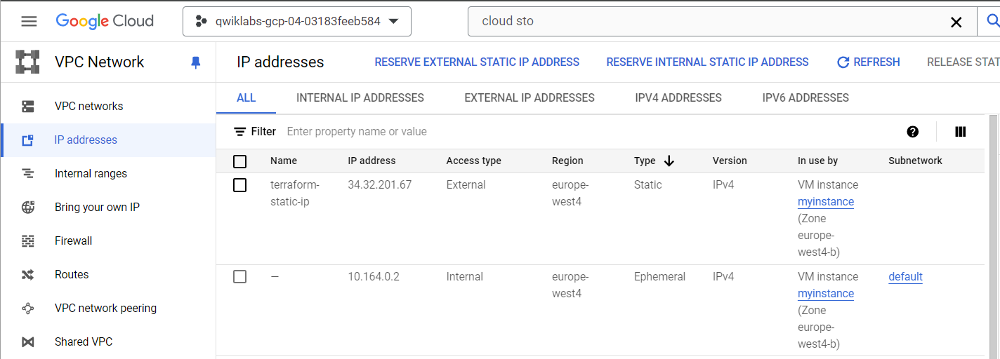 Google Cloud
qwiklabs-gcp-04-03183feeb584
cloud sto
VPC Network
IP addresses
RESERVE EXTERNAL STATIC IP ADDRESS
RESERVE INTERNAL STATIC IP ADDRESS
REFRESH
RELEASE STAT
VPC networks
IP addresses
Internal ranges
Bring your own IP
Firewall
Routes
VPC network peering
Shared VPC
ALL
INTERNAL IP ADDRESSES
EXTERNAL IP ADDRESSES
IPV4 ADDRESSES
IPV6 ADDRESSES
Filter
Enter property name or value
Name
IP address
Access type
Region
Type
Version
In use by
Subnetwork
terraform-
static-ip
34.32.201.67
External
europe-
west4
Static
IPv4
VM instance
myinstance
(Zone
europe-
west4-b)
—
10.164.0.2
Internal
europe-
west4
Ephemeral
IPv4
VM instance
myinstance
(Zone
europe-
west4-b)
default